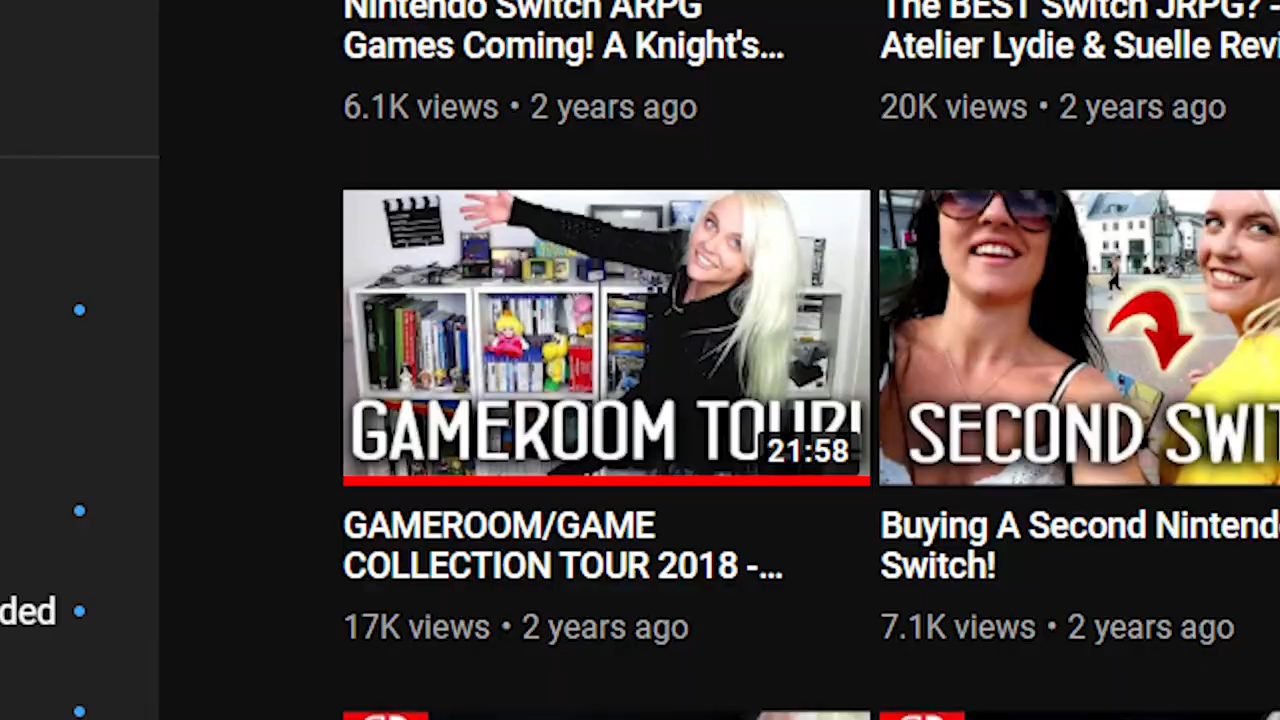 Nintendo Switch ARPG
Games Coming! A Knight's...
6.1K views • 2 years ago
The BEST Switch JRPG? -
Atelier Lydie & Suelle Revi
20K views • 2 years ago
GAMEROOM TOUR!
21:58
GAMEROOM/GAME
COLLECTION TOUR 2018 -...
17K views • 2 years ago
SECOND SWIT
Buying A Second Nintend
Switch!
7.1K views • 2 years ago
ded